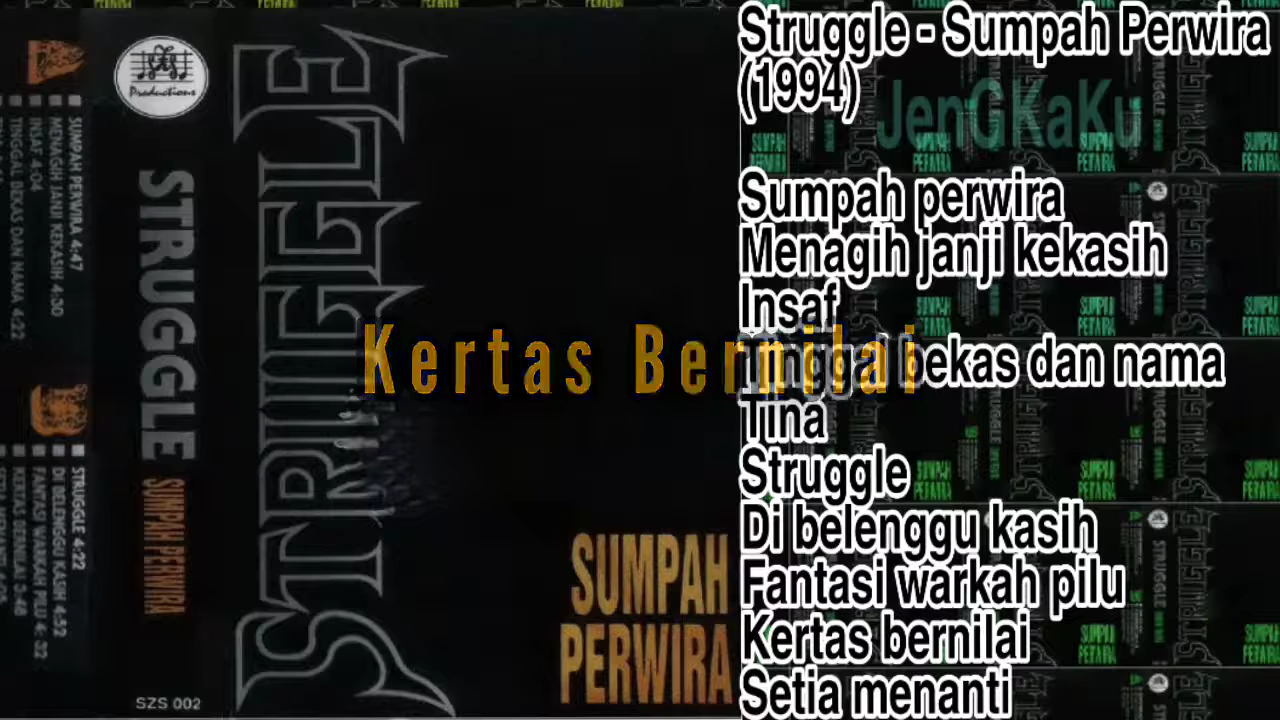 Productions
A
SUMPAH PERWIRA 4:47
MENAGIH JANJI KEKASIH 4:30
INSAF 4:04
TINGGAL BEKAS DAN NAMA 4:22
B
STRUGGLE 4:22
DI BELENGGU KASIH 4:52
FANTASI WARKAH PILU 4:32
KERTAS BERNILAI 3:48
STRUGGLE
SUMPAH PERWIRA
SZS 002
STRUGGLE
SUMPAH
PERWIRA
Kertas Bernilai
Struggle - Sumpah Perwira
(1994)
JenGKaKu
Sumpah perwira
Menagih janji kekasih
Insaf
Tinggal bekas dan nama
Tina
Struggle
Di belenggu kasih
Fantasi warkah pilu
Kertas bernilai
Setia menanti